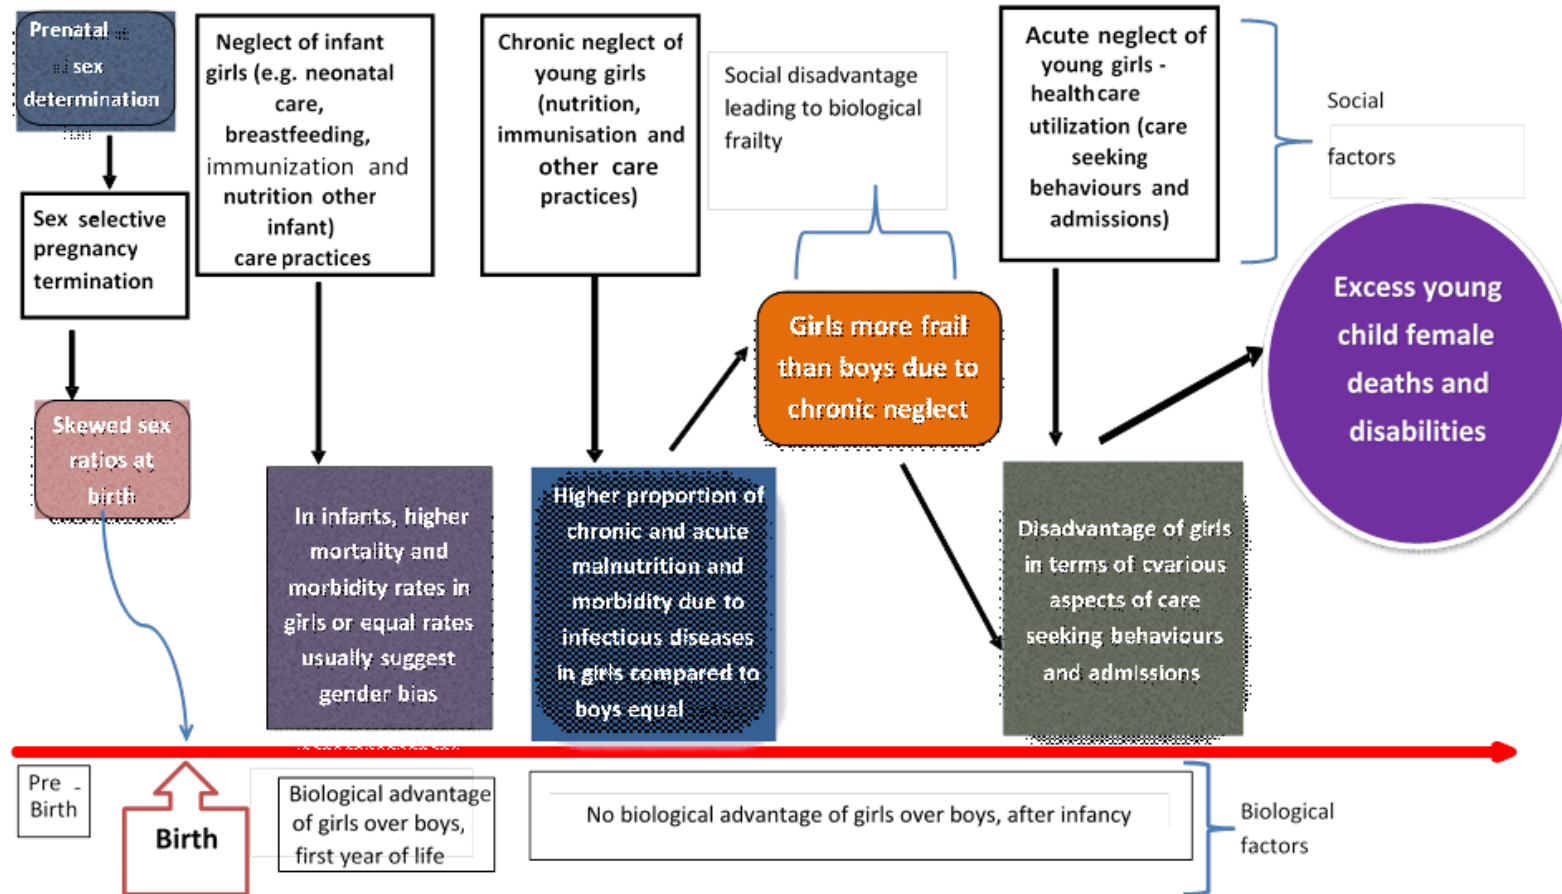 Prenatal
sex
determination
Sex selective
pregnancy
termination
Skewed sex
ratios at
birth
Neglect of infant
girls (e.g. neonatal
care,
breastfeeding,
immunization and
nutrition other
infant)
care practices
In infants, higher
mortality and
morbidity rates in
girls or equal rates
usually suggest
gender bias
Chronic neglect of
young girls
(nutrition,
immunisation and
other care
practices)
Higher proportion of
chronic and acute
malnutrition and
morbidity due to
infectious diseases
in girls compared to
boys equal
Social disadvantage
leading to biological
frailty
Girls more frail
than boys due to
chronic neglect
Acute neglect of
young girls -
healthcare
utilization (care
seeking
behaviours and
admissions)
Disadvantage of girls
in terms of cvarious
aspects of care
seeking behaviours
and admissions
Social
factors
Excess young
child female
deaths and
disabilities
Pre -
Birth
Birth
Biological advantage
of girls over boys,
first year of life
No biological advantage of girls over boys, after infancy
Biological
factors